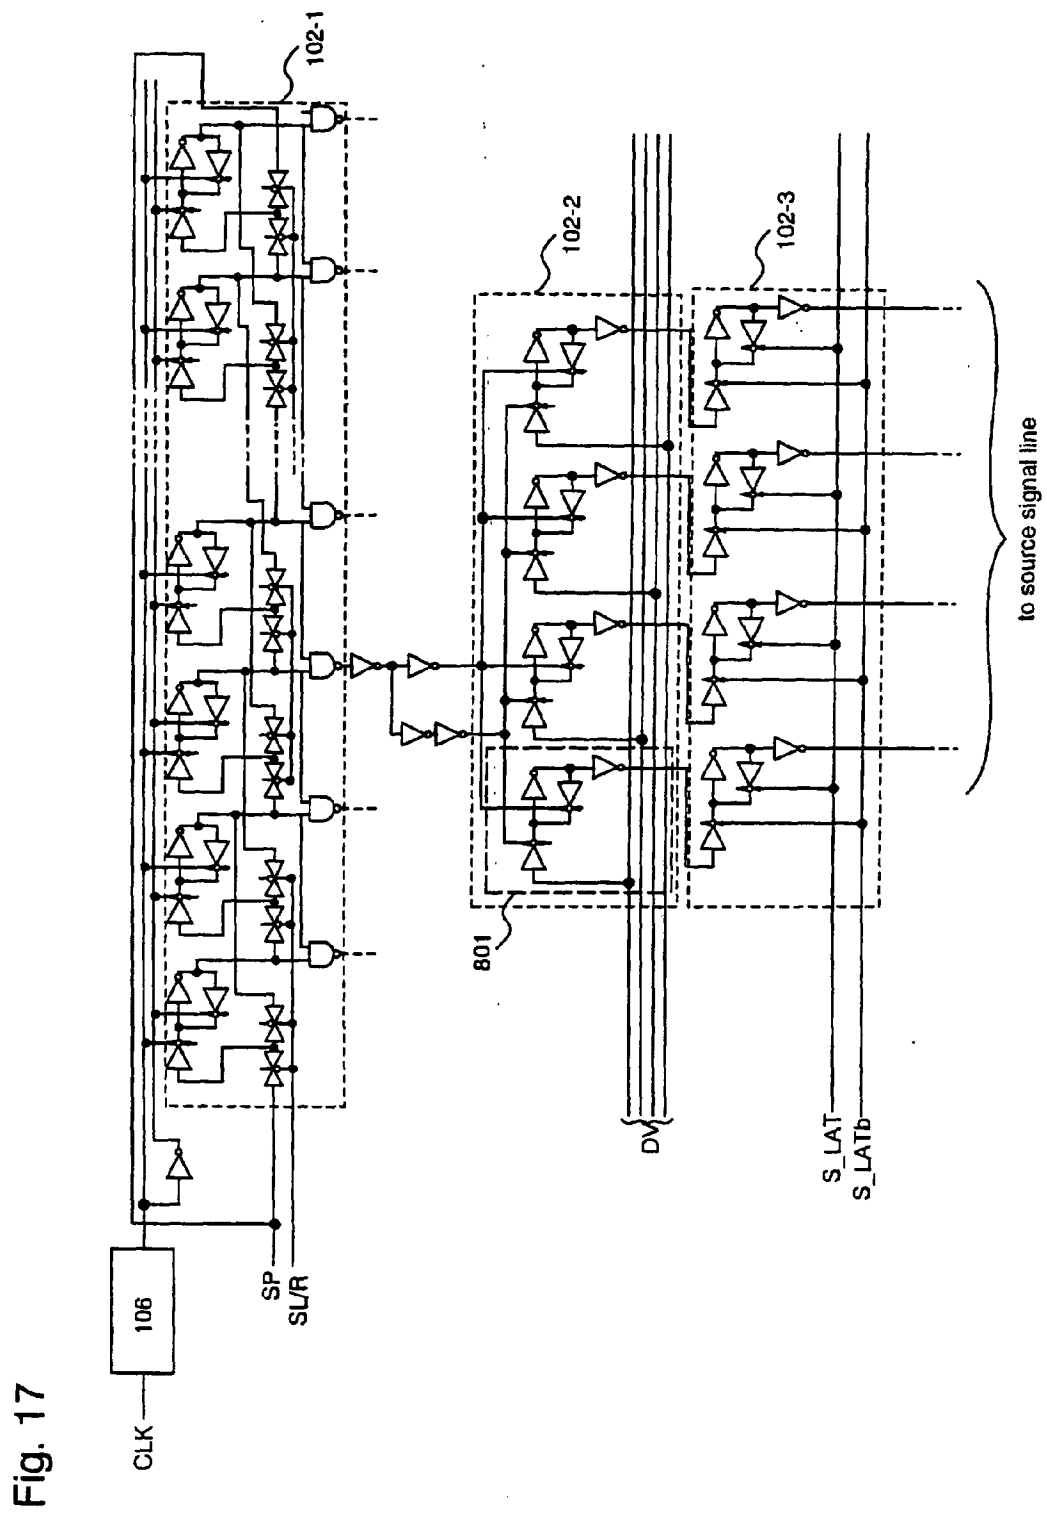 Fig. 17
CLK
106
SP
SL/R
102-1
102-2
801
DV
102-3
S_LAT
S_LATb
to source signal line